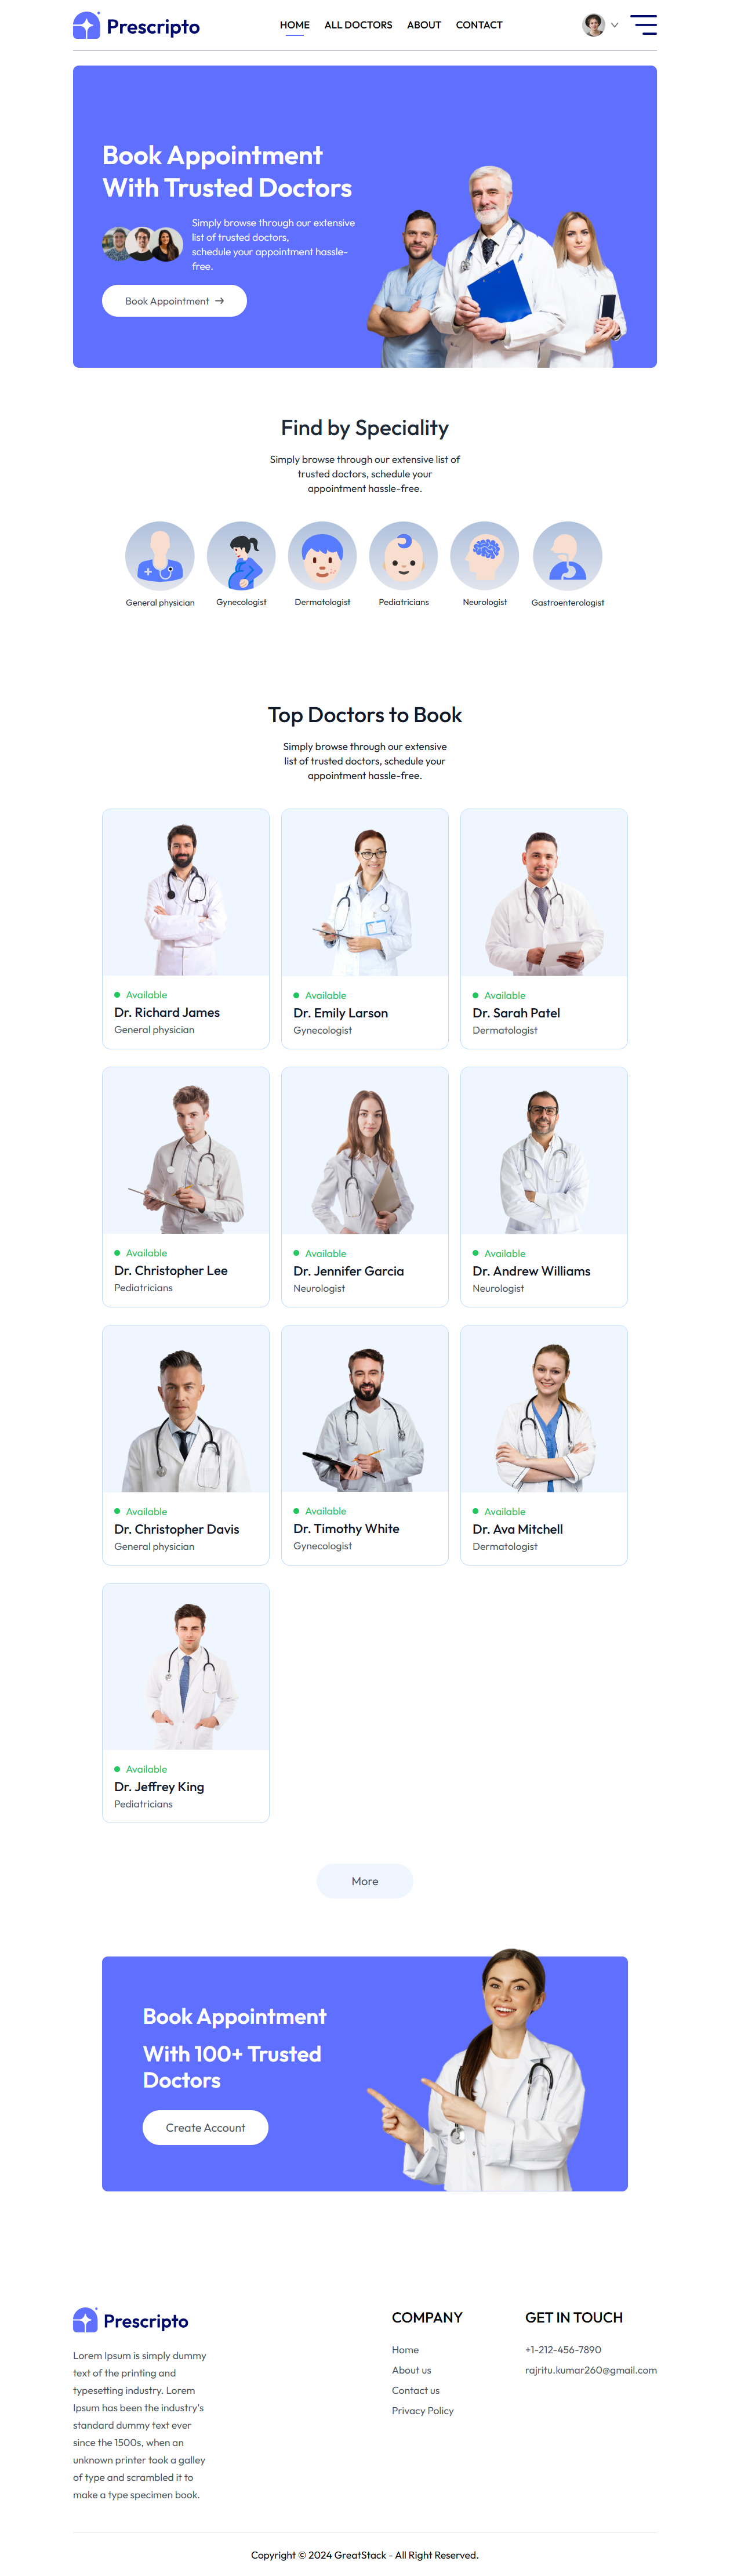 Prescripto
HOME
ALL DOCTORS
ABOUT
CONTACT
Book Appointment
With Trusted Doctors
Simply browse through our extensive
list of trusted doctors,
schedule your appointment hassle-
free.
Book Appointment
Find by Speciality
Simply browse through our extensive list of
trusted doctors, schedule your
appointment hassle-free.
General physician
Gynecologist
Dermatologist
Pediatricians
Neurologist
Gastroenterologist
Top Doctors to Book
Simply browse through our extensive
list of trusted doctors, schedule your
appointment hassle-free.
Available
Dr. Richard James
General physician
Available
Dr. Emily Larson
Gynecologist
Available
Dr. Sarah Patel
Dermatologist
Available
Dr. Christopher Lee
Pediatricians
Available
Dr. Jennifer Garcia
Neurologist
Available
Dr. Andrew Williams
Neurologist
Available
Dr. Christopher Davis
General physician
Available
Dr. Timothy White
Gynecologist
Available
Dr. Ava Mitchell
Dermatologist
Available
Dr. Jeffrey King
Pediatricians
More
Book Appointment
With 100+ Trusted
Doctors
Create Account
Prescripto
Lorem Ipsum is simply dummy
text of the printing and
typesetting industry. Lorem
Ipsum has been the industry's
standard dummy text ever
since the 1500s, when an
unknown printer took a galley
of type and scrambled it to
make a type specimen book.
COMPANY
Home
About us
Contact us
Privacy Policy
GET IN TOUCH
+1-212-456-7890
rajritu.kumar260@gmail.com
Copyright © 2024 GreatStack - All Right Reserved.